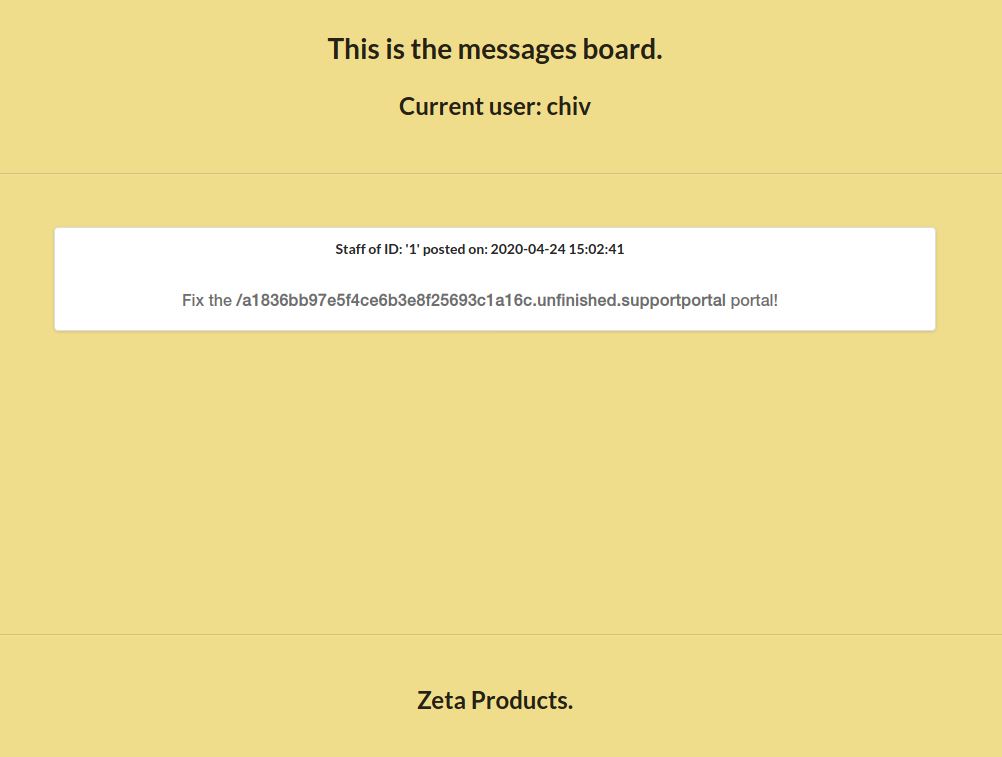 This is the messages board.
Current user: chiv
Staff of ID: '1' posted on: 2020-04-24 15:02:41
Fix the /a1836bb97e5f4ce6b3e8f25693c1a16c.unfinished.supportportal portal!
Zeta Products.